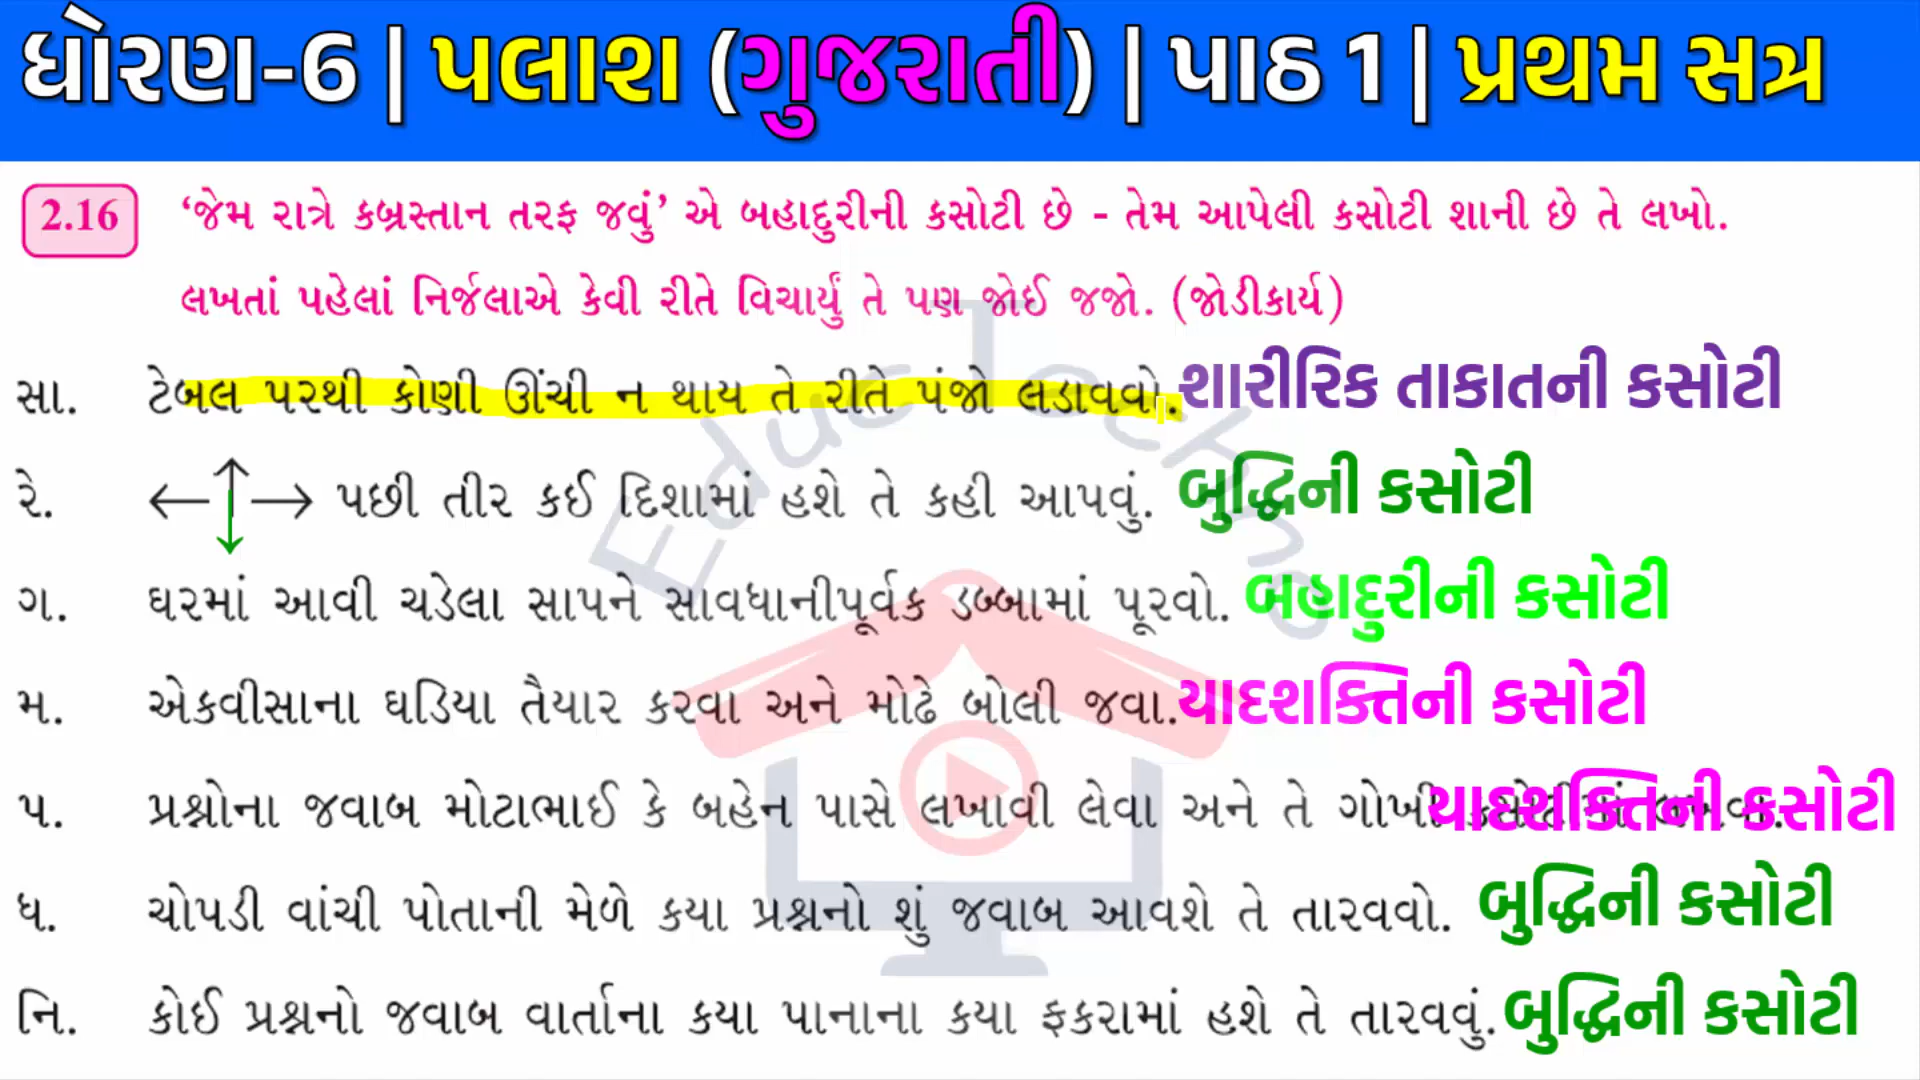 ધોરણ-6 | પલાશ (ગુજરાતી) | પાઠ 1 | પ્રથમ સત્ર
2.16 ‘જેમ રાત્રે કબ્રસ્તાન તરફ જવું’ એ બહાદુરીની કસોટી છે - તેમ આપેલી કસોટી શાની છે તે લખો.
લખતાં પહેલાં નિર્જલાએ કેવી રીતે વિચાર્યું તે પણ જોઈ જજો. (જોડીકાર્ય)
સા. ટેબલ પરથી કોણી ઊંચી ન થાય તે રીતે પંજો લડાવવો. શારીરિક તાકાતની કસોટી
રે. ←↑↓→ પછી તીર કઈ દિશામાં હશે તે કહી આપવું. બુદ્ધિની કસોટી
ગ. ઘરમાં આવી ચડેલા સાપને સાવધાનીપૂર્વક ડબ્બામાં પૂરવો. બહાદુરીની કસોટી
મ. એકવીસાના ઘડિયા તૈયાર કરવા અને મોઢે બોલી જવા. યાદશક્તિની કસોટી
પ. પ્રશ્નોના જવાબ મોટાભાઈ કે બહેન પાસે લખાવી લેવા અને તે ગોખી કસોટીમાં લખવા. યાદશક્તિની કસોટી
ધ. ચોપડી વાંચી પોતાની મેળે કયા પ્રશ્નનો શું જવાબ આવશે તે તારવવો. બુદ્ધિની કસોટી
નિ. કોઈ પ્રશ્નનો જવાબ વાર્તાના કયા પાનાના કયા ફકરામાં હશે તે તારવવું. બુદ્ધિની કસોટી
Educ Techno